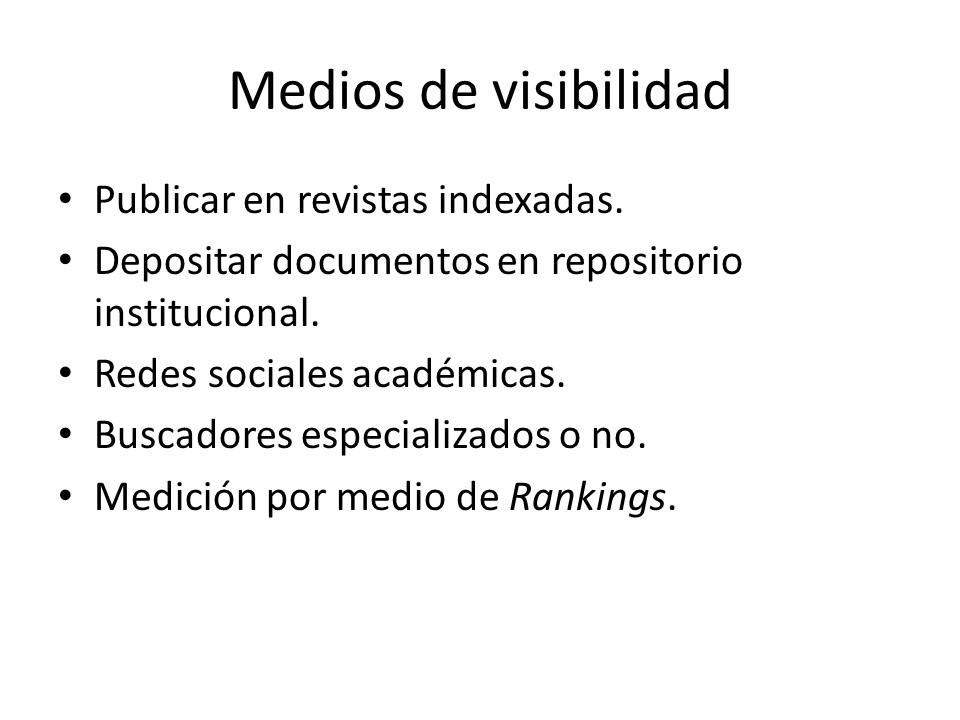 Medios de visibilidad
• Publicar en revistas indexadas.
• Depositar documentos en repositorio
institucional.
• Redes sociales académicas.
• Buscadores especializados o no.
• Medición por medio de Rankings.